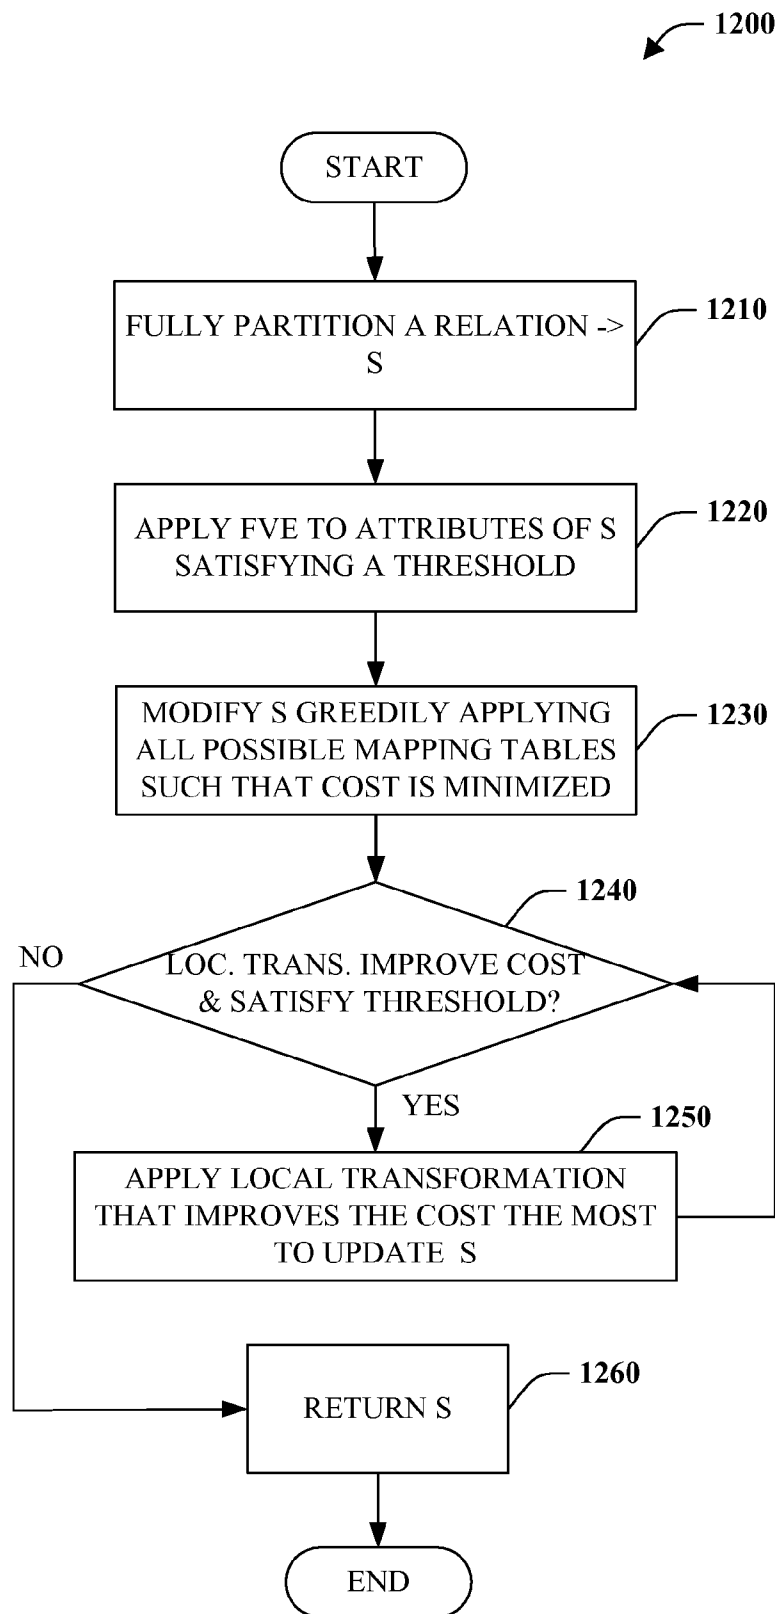 1200
START
FULLY PARTITION A RELATION ->
S
1210
APPLY FVE TO ATTRIBUTES OF S
SATISFYING A THRESHOLD
1220
MODIFY S GREEDILY APPLYING
ALL POSSIBLE MAPPING TABLES
SUCH THAT COST IS MINIMIZED
1230
1240
NO
LOC. TRANS. IMPROVE COST
& SATISFY THRESHOLD?
YES
1250
APPLY LOCAL TRANSFORMATION
THAT IMPROVES THE COST THE MOST
TO UPDATE S
1260
RETURN S
END